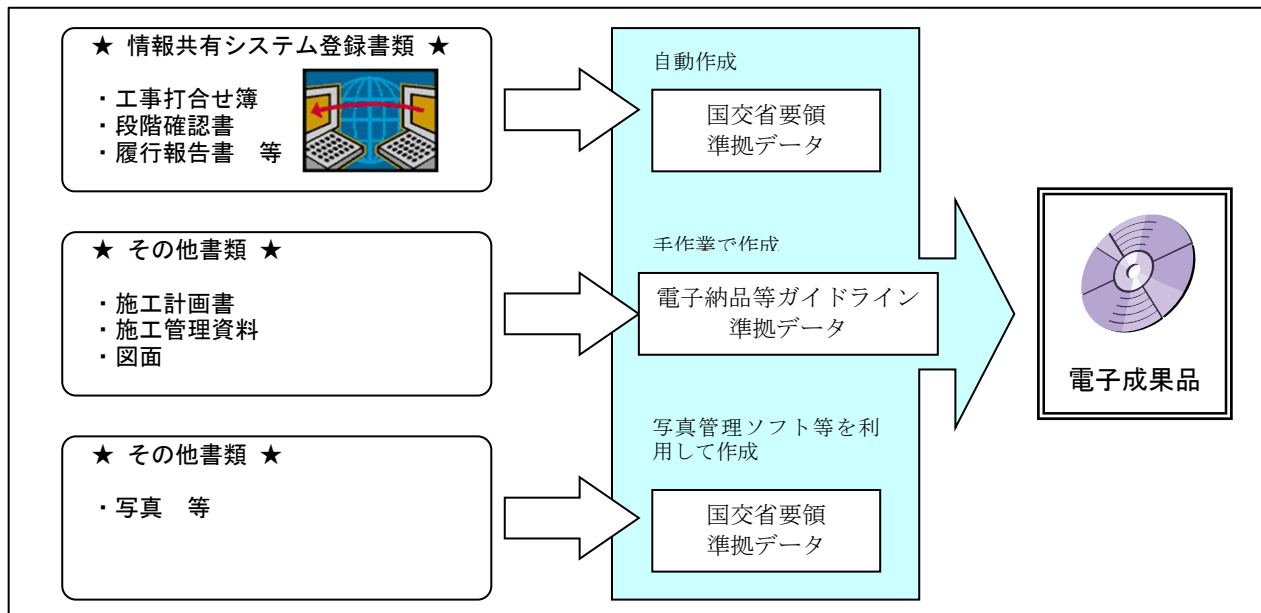 ★ 情報共有システム登録書類 ★
・工事打合せ簿
・段階確認書
・履行報告書　等
自動作成
国交省要領
準拠データ
★ その他書類 ★
・施工計画書
・施工管理資料
・図面
手作業で作成
電子納品等ガイドライン
準拠データ
★ その他書類 ★
・写真　等
写真管理ソフト等を利
用して作成
国交省要領
準拠データ
電子成果品